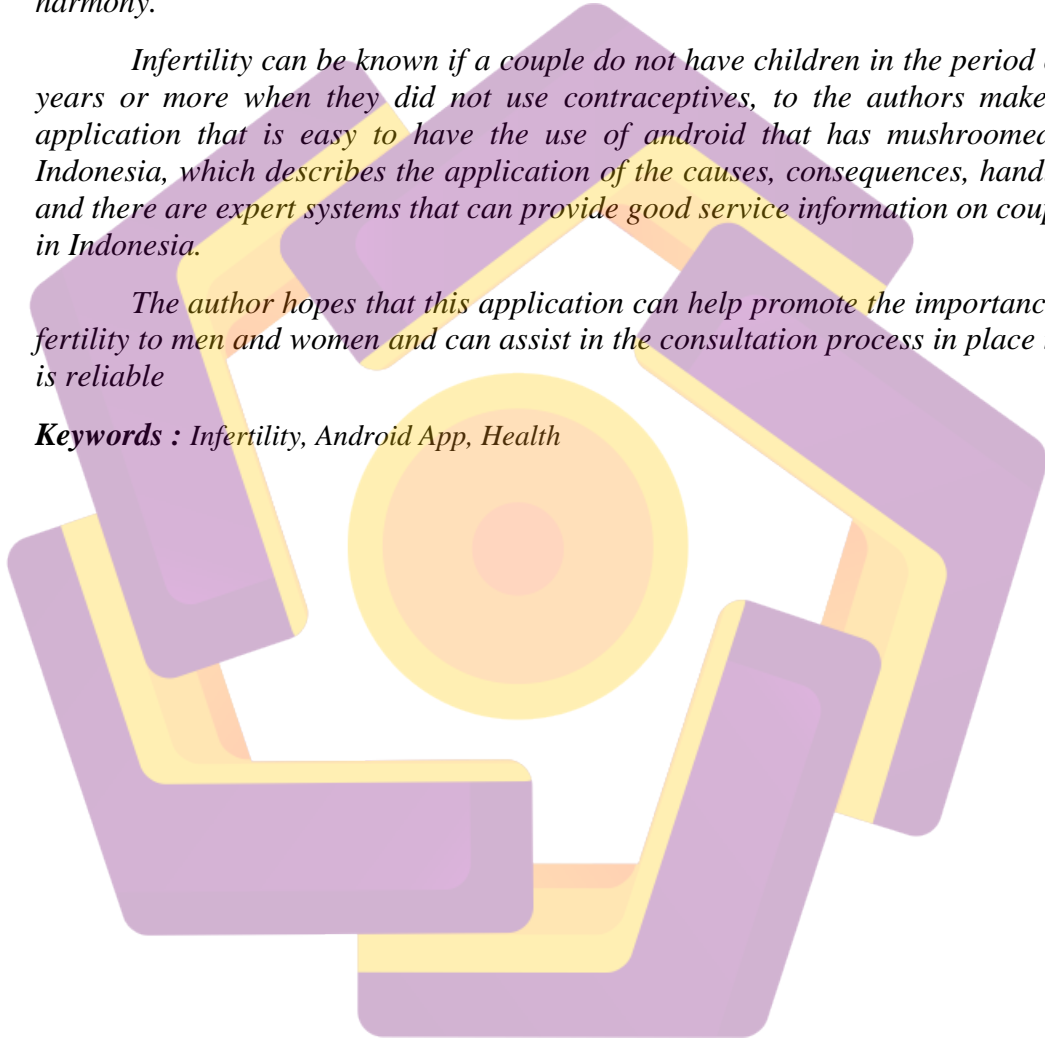 harmony.
Infertility can be known if a couple do not have children in the period
years or more when they did not use contraceptives, to the authors make
application that is easy to have the use of android that has mushroomed
Indonesia, which describes the application of the causes, consequences,
and there are expert systems that can provide good service information on
in Indonesia.
The author hopes that this application can help promote the
fertility to men and women and can assist in the consultation process in place
is reliable
Keywords : Infertility, Android App, Health